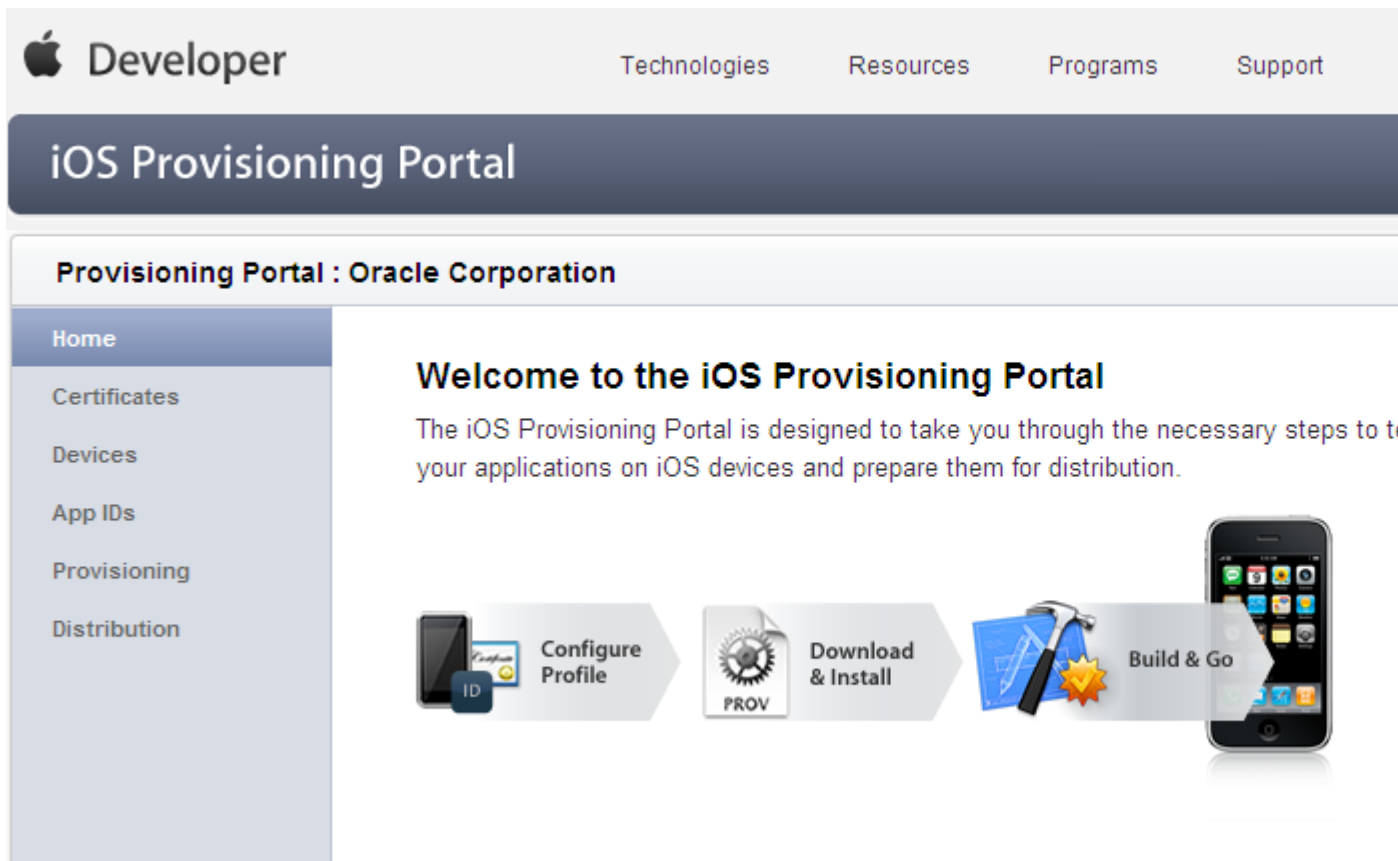 Developer
Technologies Resources Programs Support
iOS Provisioning Portal
Provisioning Portal : Oracle Corporation
Home
Certificates
Devices
App IDs
Provisioning
Distribution
Welcome to the iOS Provisioning Portal
The iOS Provisioning Portal is designed to take you through the necessary steps to
your applications on iOS devices and prepare them for distribution.
ID
Certificate
Configure
Profile
PROV
Download
& Install
Build & Go
9